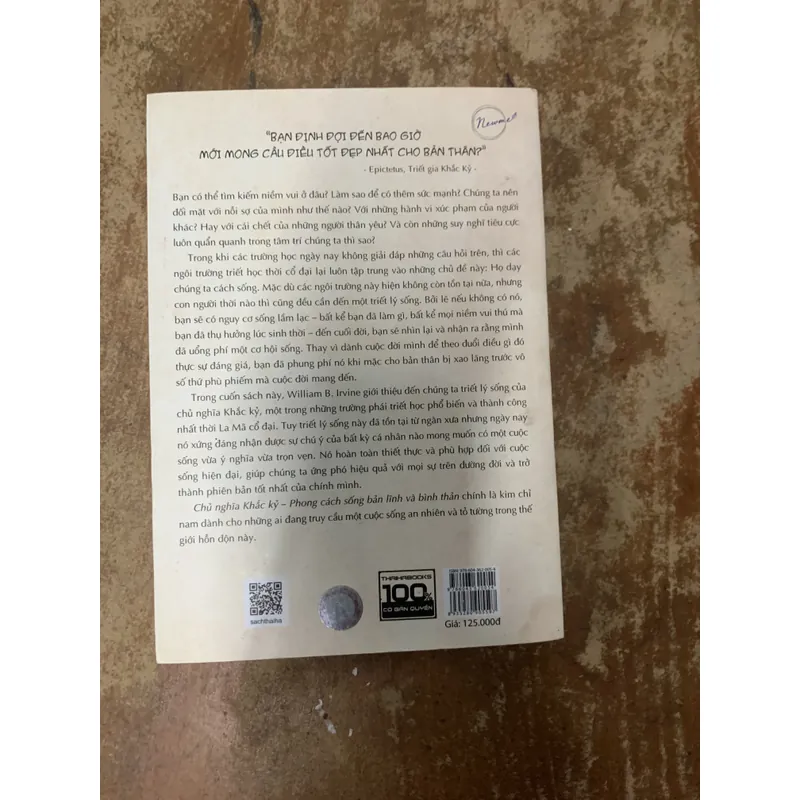 Newme
"BẠN ĐỊNH ĐỢI ĐẾN BAO GIỜ
MỚI MONG CẦU ĐIỀU TỐT ĐẸP NHẤT CHO BẢN THÂN?"
- Epictetus, Triết gia Khắc Kỷ -
Bạn có thể tìm kiếm niềm vui ở đâu? Làm sao để có thêm sức mạnh? Chúng ta nên
đối mặt với nỗi sợ của mình như thế nào? Với những hành vi xúc phạm của người
khác? Hay với cái chết của những người thân yêu? Và còn những suy nghĩ tiêu cực
luôn quẩn quanh trong tâm trí chúng ta thì sao?
Trong khi các trường học ngày nay không giải đáp những câu hỏi trên, thì các
ngôi trường triết học thời cổ đại lại luôn tập trung vào những chủ đề này: Họ dạy
chúng ta cách sống. Mặc dù các ngôi trường này hiện không còn tồn tại nữa, nhưng
con người thời nào thì cũng đều cần đến một triết lý sống. Bởi lẽ nếu không có nó,
bạn sẽ có nguy cơ sống lầm lạc – bất kể bạn đã làm gì, bất kể mọi niềm vui thú mà
bạn đã thụ hưởng lúc sinh thời – đến cuối đời, bạn sẽ nhìn lại và nhận ra rằng mình
đã uổng phí một cơ hội sống. Thay vì dành cuộc đời mình để theo đuổi điều gì đó
thực sự đáng giá, bạn đã phung phí nó khi mặc cho bản thân bị xao lãng trước vô
số thứ phù phiếm mà cuộc đời mang đến.
Trong cuốn sách này, William B. Irvine giới thiệu đến chúng ta triết lý sống của
chủ nghĩa Khắc kỷ, một trong những trường phái triết học phổ biến và thành công
nhất thời La Mã cổ đại. Tuy triết lý sống này đã tồn tại từ ngàn xưa nhưng ngày nay
nó xứng đáng nhận được sự chú ý của bất kỳ cá nhân nào mong muốn có một cuộc
sống vừa ý nghĩa vừa trọn vẹn. Nó hoàn toàn thiết thực và phù hợp đối với cuộc
sống hiện đại, giúp chúng ta ứng phó hiệu quả với mọi sự trên đường đời và trở
thành phiên bản tốt nhất của chính mình.
Chủ nghĩa Khắc kỷ – Phong cách sống bản lĩnh và bình thản chính là kim chỉ
nam dành cho những ai đang truy cầu một cuộc sống an nhiên và tỏ tường trong thế
giới hỗn độn này.
sachthaiha
THAIHABOOKS
100%
CÓ BẢN QUYỀN
Giá: 125.000đ